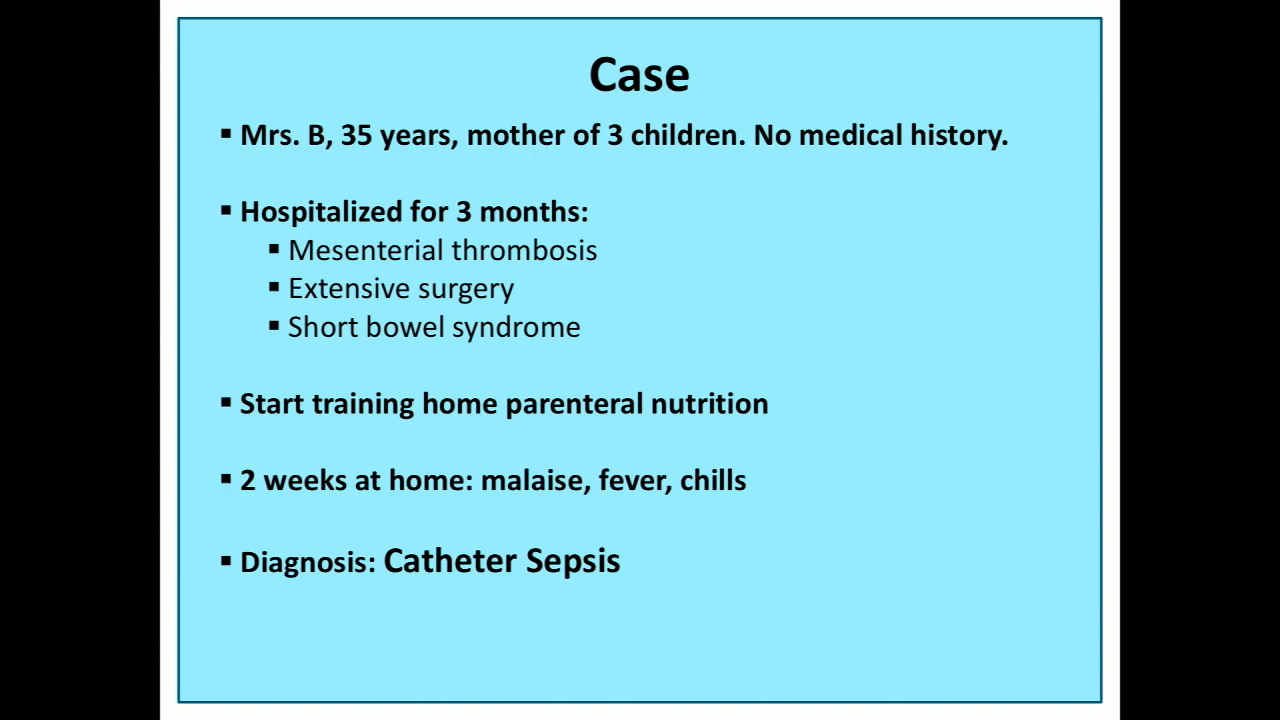 Case
▪ Mrs. B, 35 years, mother of 3 children. No medical history.
▪ Hospitalized for 3 months:
▪ Mesenterial thrombosis
▪ Extensive surgery
▪ Short bowel syndrome
▪ Start training home parenteral nutrition
▪ 2 weeks at home: malaise, fever, chills
▪ Diagnosis: Catheter Sepsis